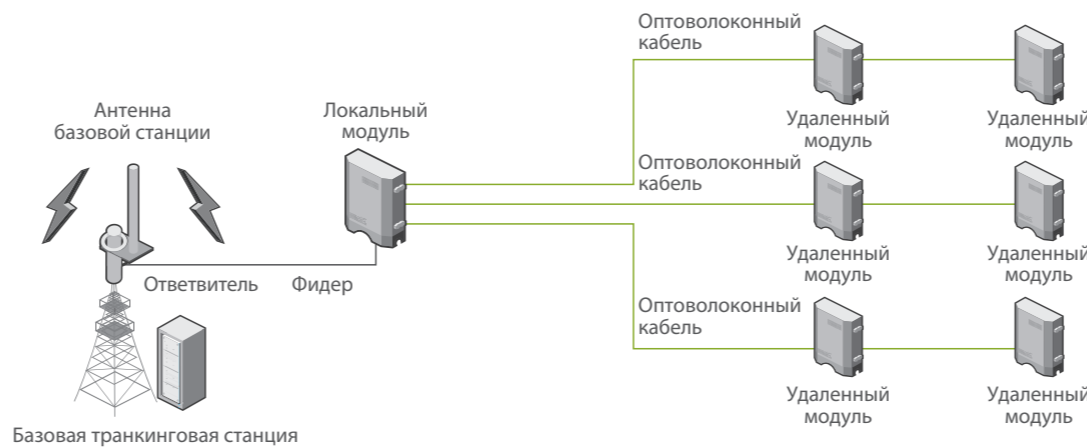 Оптоволоконный
кабель
Антенна
базовой станции
Локальный
модуль
Удаленный
модуль
Удаленный
модуль
Оптоволоконный
кабель
Удаленный
модуль
Удаленный
модуль
Ответвитель
Фидер
Оптоволоконный
кабель
Удаленный
модуль
Удаленный
модуль
Базовая транкинговая станция